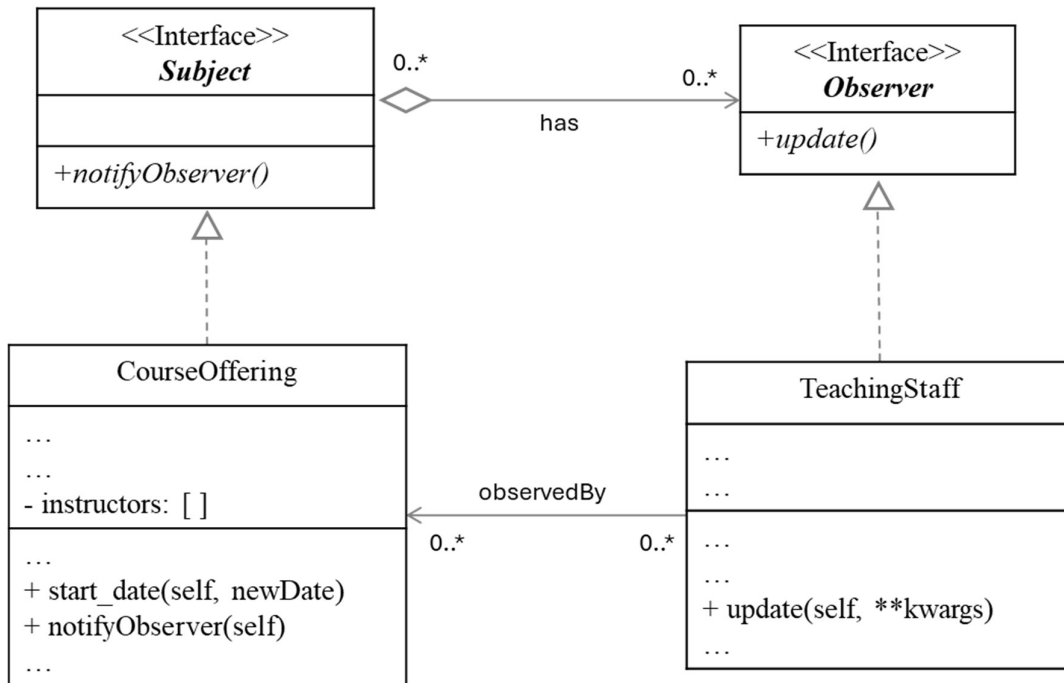 <<Interface>>
Subject
+notifyObserver()
0..*
0..*
has
<<Interface>>
Observer
+update()
CourseOffering
…
…
- instructors: [ ]
…
+ start_date(self, newDate)
+ notifyObserver(self)
…
observedBy
0..*
0..*
TeachingStaff
…
…
…
…
+ update(self, **kwargs)
…